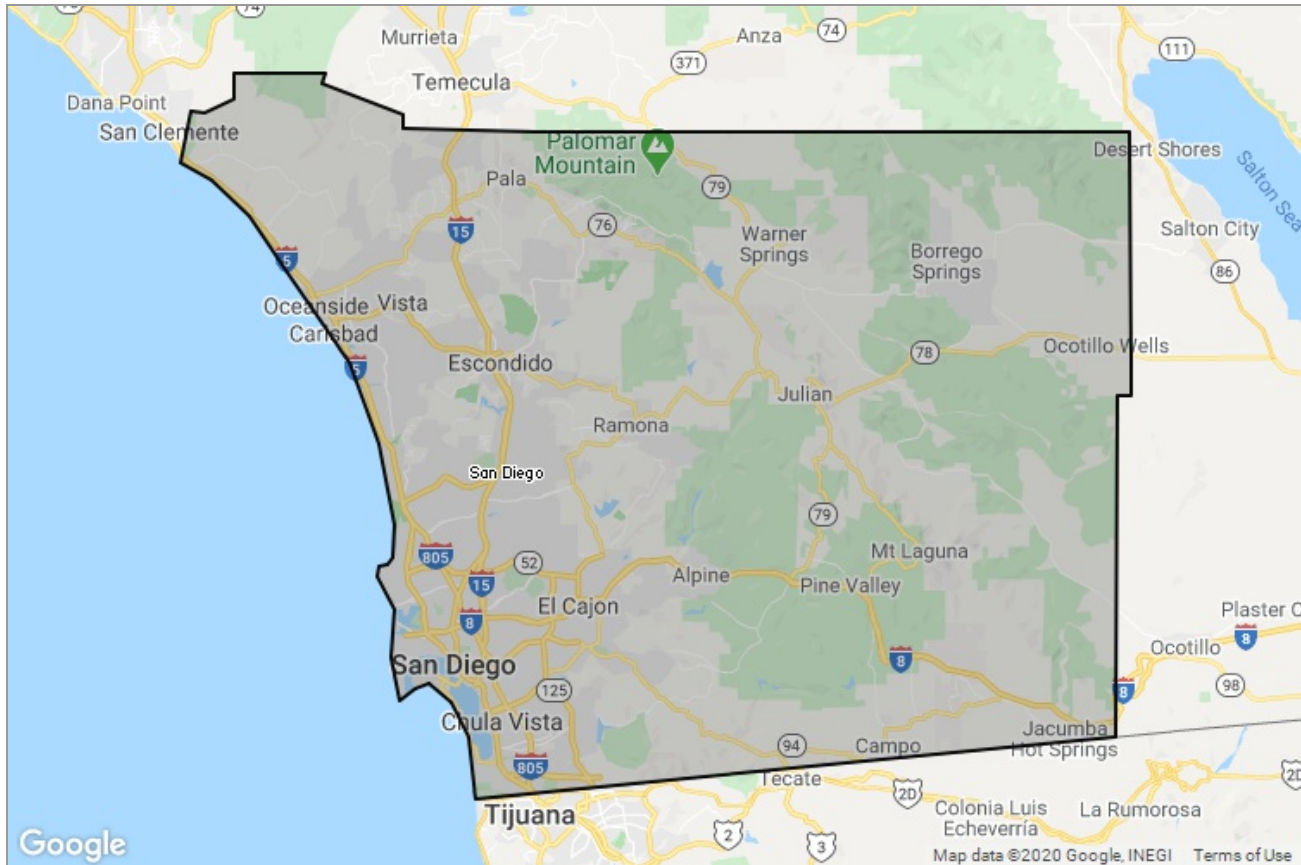 74
Murrieta
Anza
74
111
371
Temecula
Dana Point
San Clemente
Palomar
Mountain
Desert Shores
Salton Sea
Pala
79
76
15
Warner
Springs
Borrego
Springs
Salton City
5
86
Oceanside
Vista
Carlsbad
5
Escondido
78
Ocotillo Wells
Julian
Ramona
San Diego
79
805
52
15
Mt Laguna
Alpine
Pine Valley
El Cajon
8
Plaster C
8
San Diego
8
Ocotillo
125
98
8
Chula Vista
Jacumba
Hot Springs
94
Campo
805
Tecate
2D
2D
Tijuana
Colonia Luis
Echeverría
La Rumorosa
2
3
Google
Map data ©2020 Google, INEGI
Terms of Use